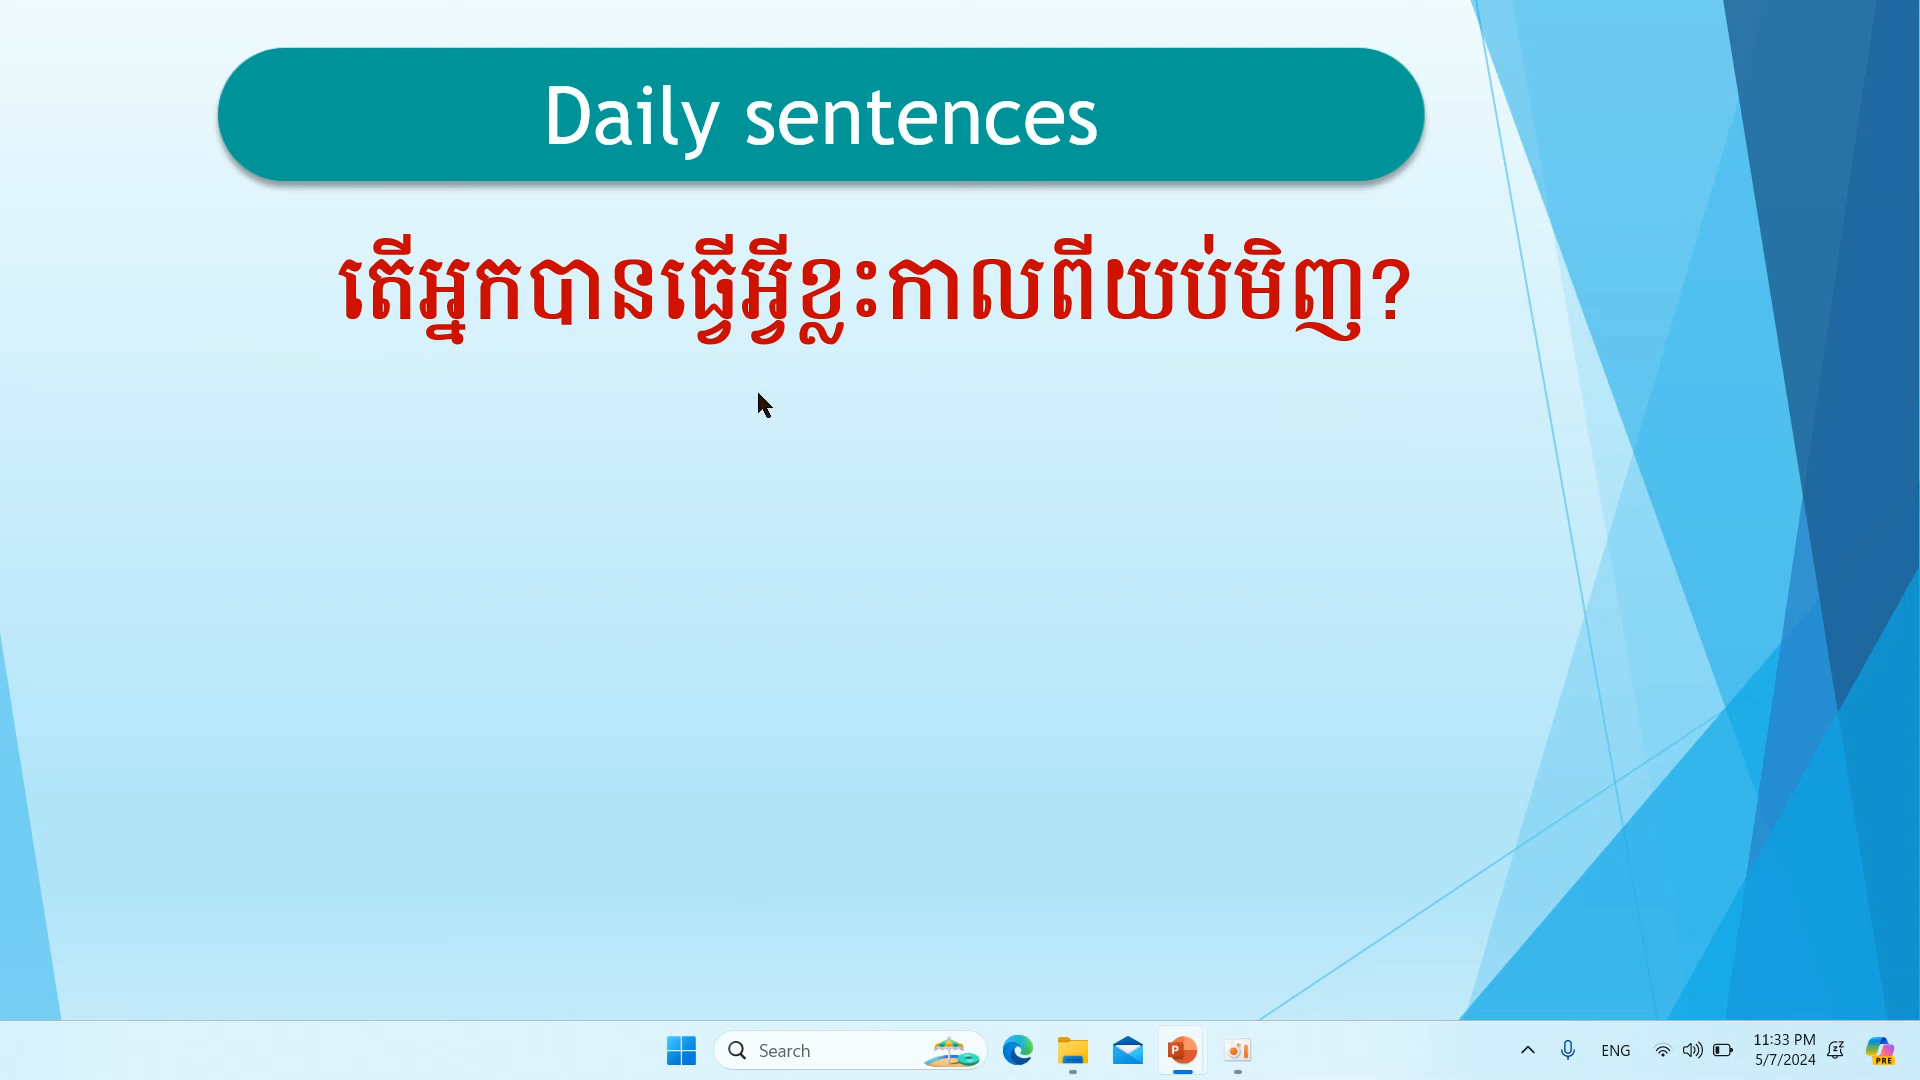 Daily sentences
តើអ្នកបានធ្វើអ្វីខ្លះកាលពីយប់មិញ?
Search
ENG
11:33 PM
5/7/2024
PRE